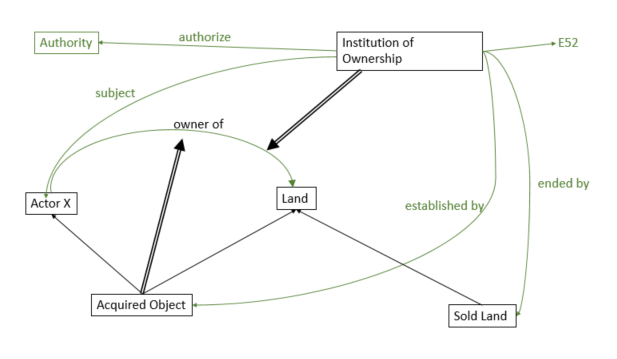 authorize
Authority
Institution of
Ownership
E52
subject
owner of
ended by
Actor X
Land
established by
Acquired Object
Sold Land